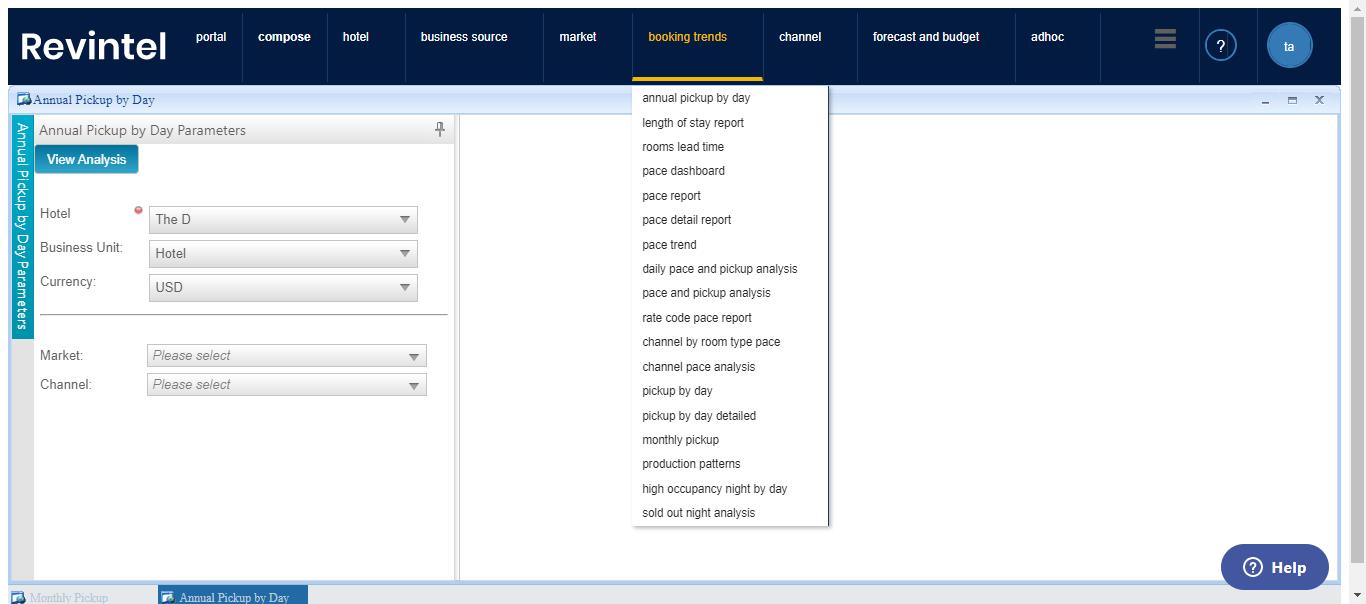 Revintel
portal
compose
hotel
business source
market
booking trends
channel
forecast and budget
adhoc
?
ta
Annual Pickup by Day
Annual Pickup by Day Parameters
Annual Pickup by Day Parameters
View Analysis
Hotel
The D
Business Unit:
Hotel
Currency:
USD
Market:
Please select
Channel:
Please select
annual pickup by day
length of stay report
rooms lead time
pace dashboard
pace report
pace detail report
pace trend
daily pace and pickup analysis
pace and pickup analysis
rate code pace report
channel by room type pace
channel pace analysis
pickup by day
pickup by day detailed
monthly pickup
production patterns
high occupancy night by day
sold out night analysis
? Help
Monthly Pickup
Annual Pickup by Day